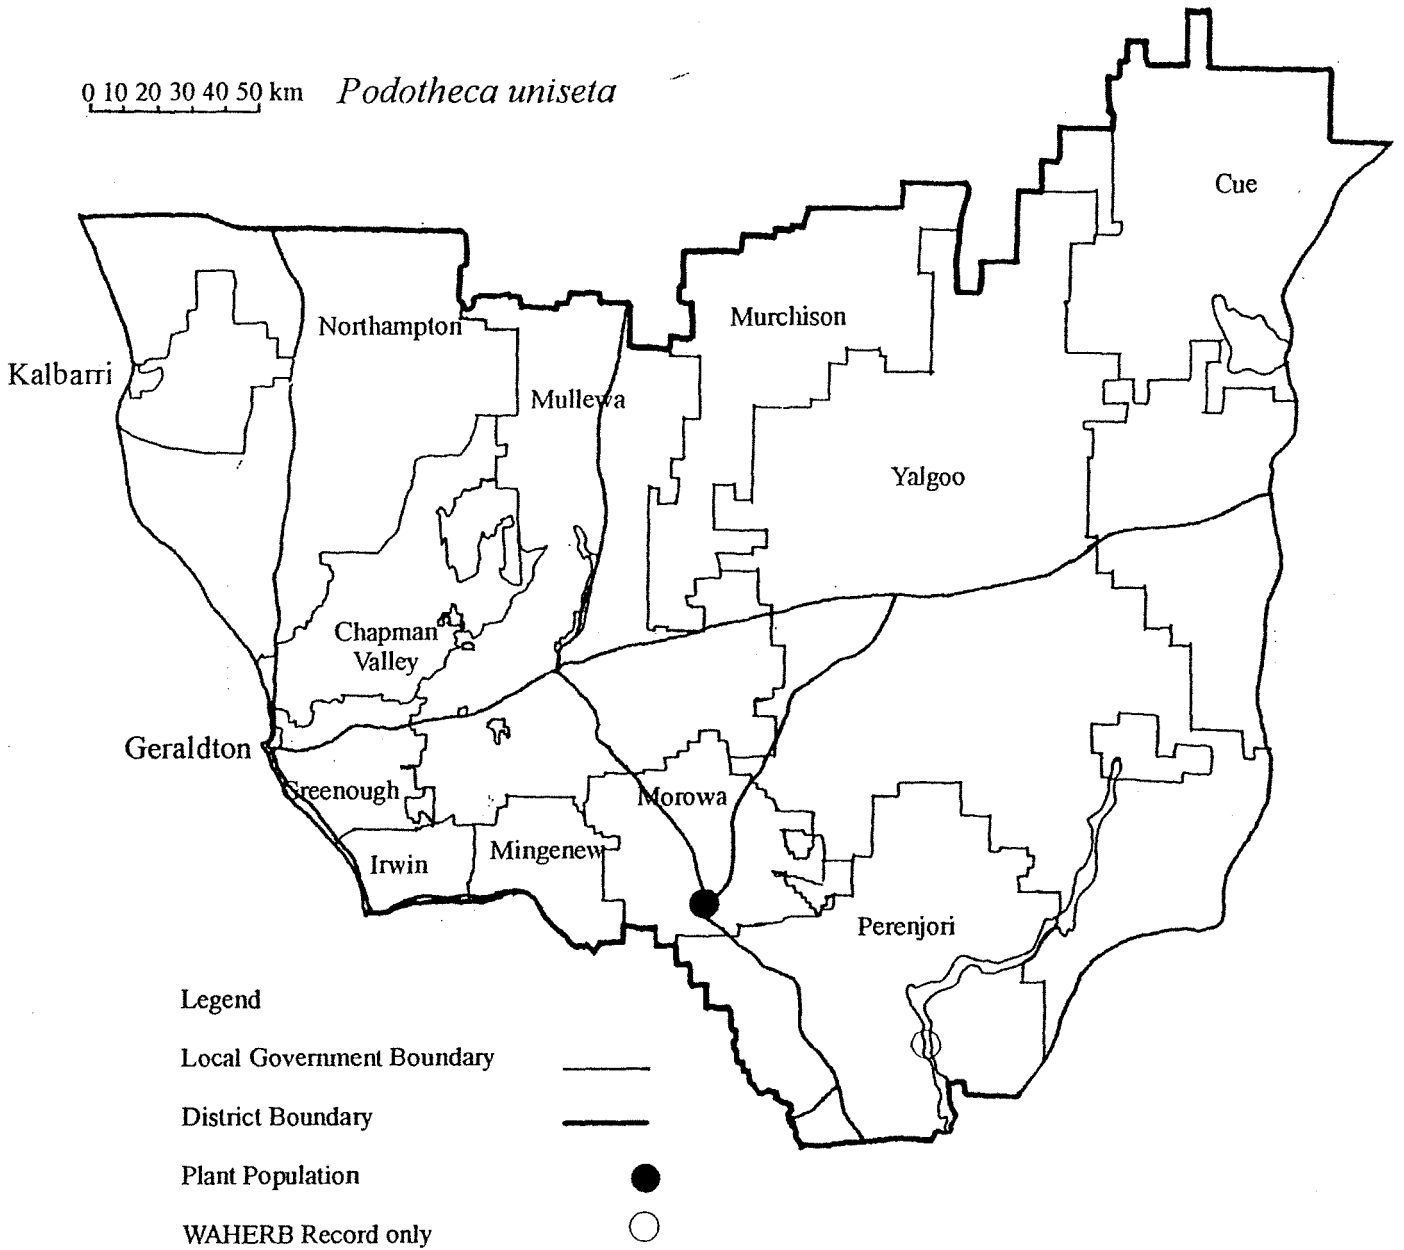 0 10 20 30 40 50 km
Podotheca uniseta
Cue
Northampton
Murchison
Kalbarri
Mullewa
Yalgoo
Chapman
Valley
Geraldton
Greenough
Morowa
Irwin
Mingenew
Perenjori
Legend
Local Government Boundary
District Boundary
Plant Population
WAHERB Record only